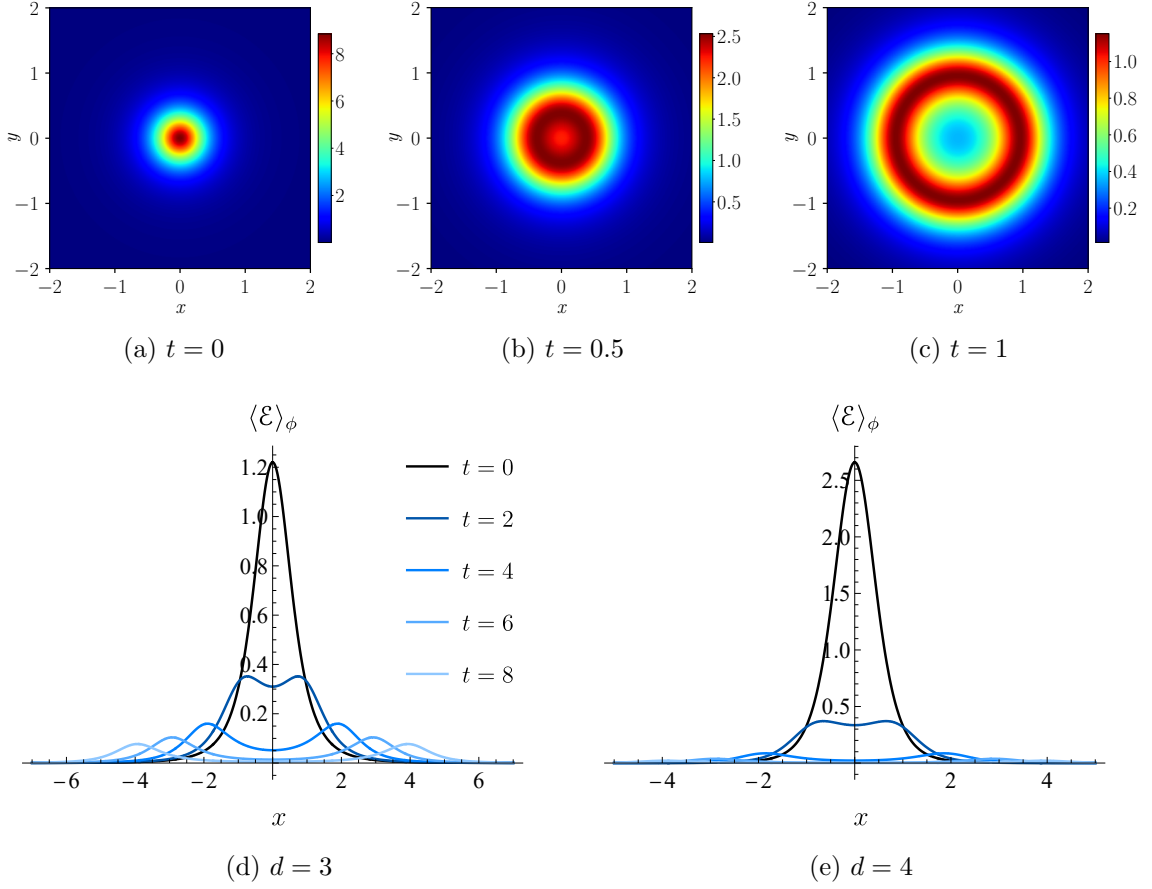 2
1
0
−1
−2
y
−2 −1 0 1 2
x
8
6
4
2
(a) t = 0
2
1
0
−1
−2
y
−2 −1 0 1 2
x
2.5
2.0
1.5
1.0
0.5
(b) t = 0.5
2
1
0
−1
−2
y
−2 −1 0 1 2
x
1.0
0.8
0.6
0.4
0.2
(c) t = 1
⟨ℰ⟩ϕ
1.2
1.0
0.8
0.6
0.4
0.2
−6 −4 −2 2 4 6
x
t = 0
t = 2
t = 4
t = 6
t = 8
(d) d = 3
⟨ℰ⟩ϕ
2.5
2.0
1.5
1.0
0.5
−4 −2 2 4
x
(e) d = 4